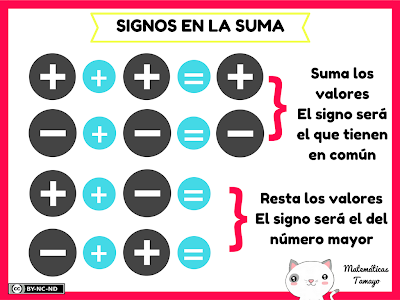 SIGNOS EN LA SUMA
+ + + = +
− + − = −
Suma los
valores
El signo será
el que tienen
en común
+ + − =
− + + =
Resta los valores
El signo será el del
número mayor
Matemáticas
Tamayo
cc BY-NC-ND